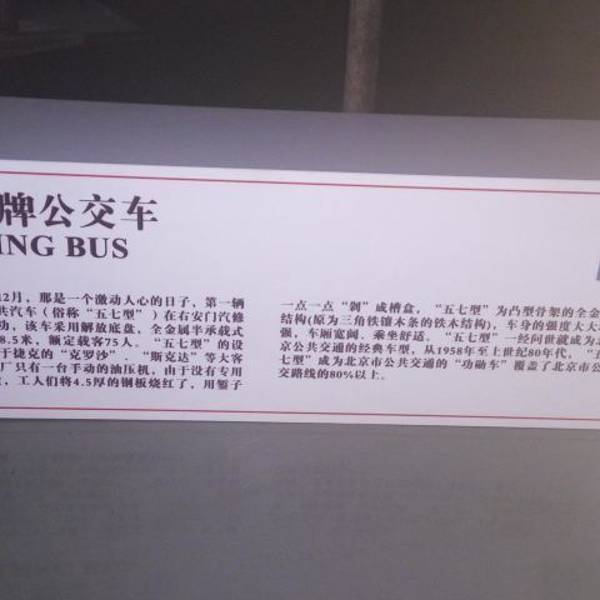 牌公交车
ING BUS
12月，那是一个激动人心的日子，第一辆
共汽车（俗称“五七型”）在右安门汽修
功，该车采用解放底盘、全金属半承载式
8.5米，额定载客75人。“五七型”的设
于捷克的“克罗沙”．“斯克达”等大客
厂只有一台手动的油压机，由于没有专用
，工人们将4.5厚的钢板烧红了，用錾子
一点一点“剁”成槽盒，“五七型”为凸型骨架的全金
结构(原为三角铁镶木条的铁木结构)，车身的强度大大
强，车厢宽阔、乘坐舒适。“五七型”一经问世就成为
京公共交通的经典车型，从1958年至上世纪80年代，“五
七型”成为北京市公共交通的“功勋车”覆盖了北京市公
交路线的80%以上。